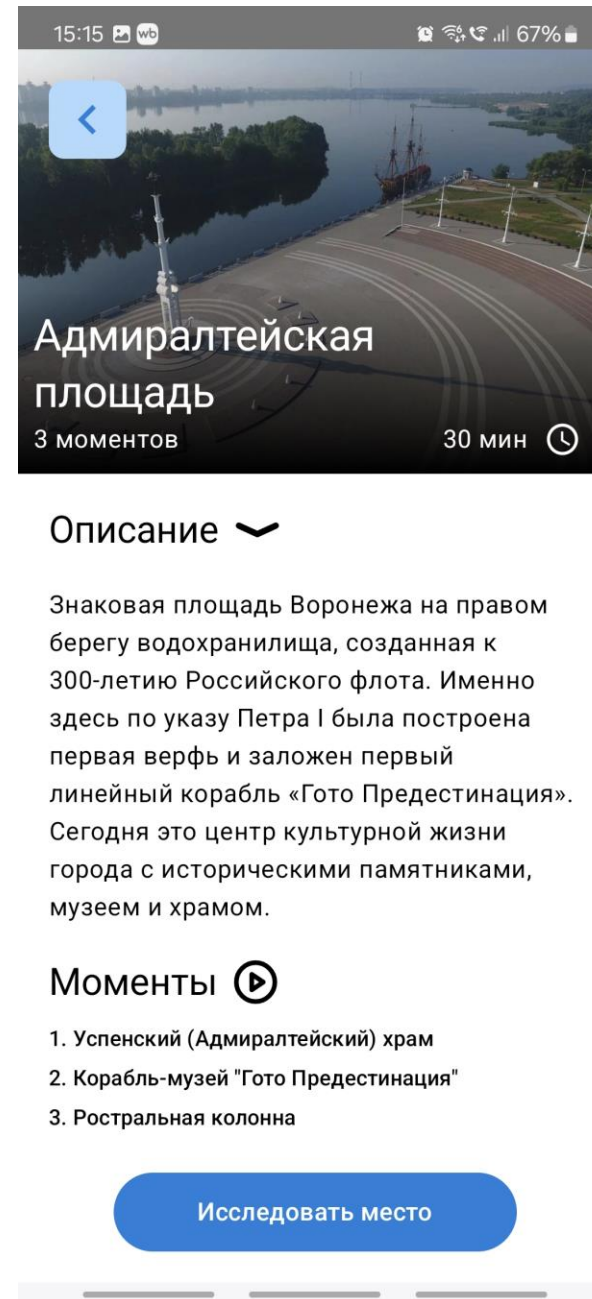 15:15 wb 67%
Адмиралтейская
площадь
3 моментов 30 мин
Описание
Знаковая площадь Воронежа на правом
берегу водохранилища, созданная к
300-летию Российского флота. Именно
здесь по указу Петра I была построена
первая верфь и заложен первый
линейный корабль «Гото Предестинация».
Сегодня это центр культурной жизни
города с историческими памятниками,
музеем и храмом.
Моменты
1. Успенский (Адмиралтейский) храм
2. Корабль-музей "Гото Предестинация"
3. Ростральная колонна
Исследовать место